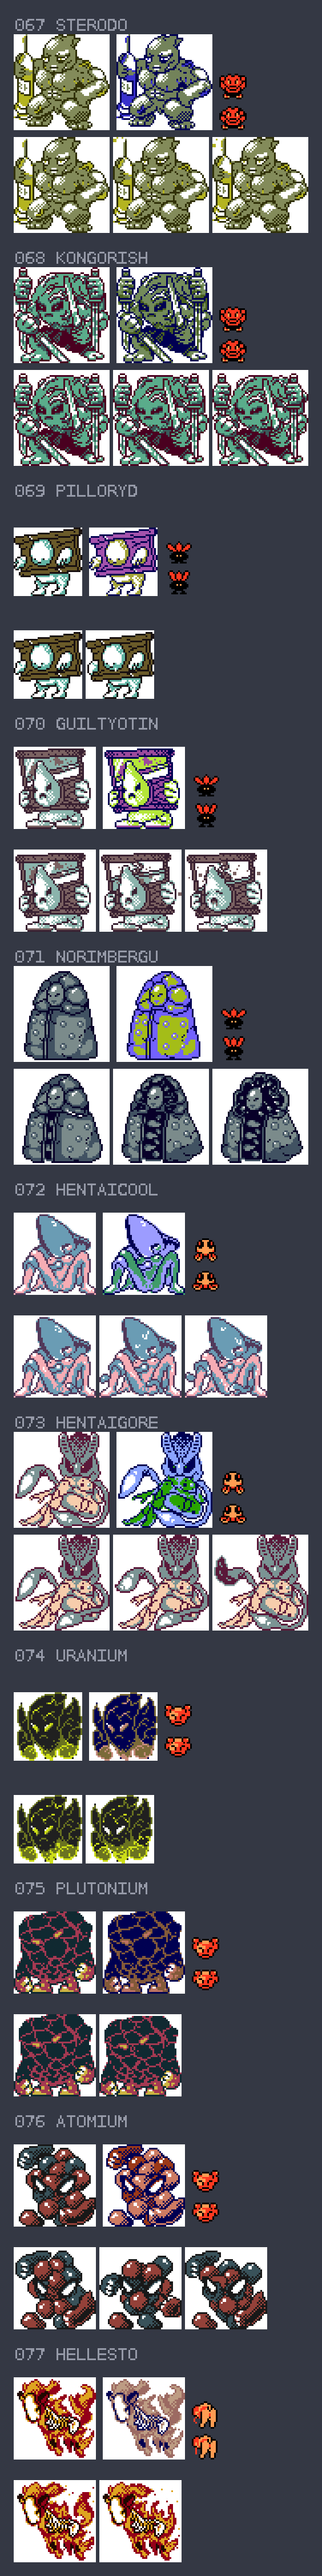 067 STERODO
068 KONGORISH
069 PILLORYD
070 GUILTYOTIN
071 NORIMBERGU
072 HENTAICOOL
073 HENTAIGORE
074 URANIUM
075 PLUTONIUM
076 ATOMIUM
077 HELLESTO